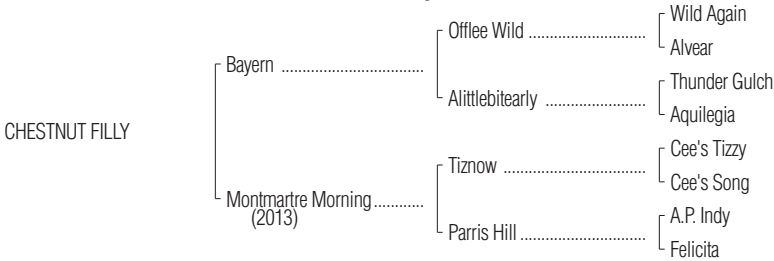 Wild Again
Offlee Wild ..............................
Alvear
Bayern ....................................
Thunder Gulch
Alittlebitearly ..........................
Aquilegia
CHESTNUT FILLY
Cee's Tizzy
Tiznow ....................................
Cee's Song
Montmartre Morning .............
(2013)
A.P. Indy
Parris Hill ................................
Felicita